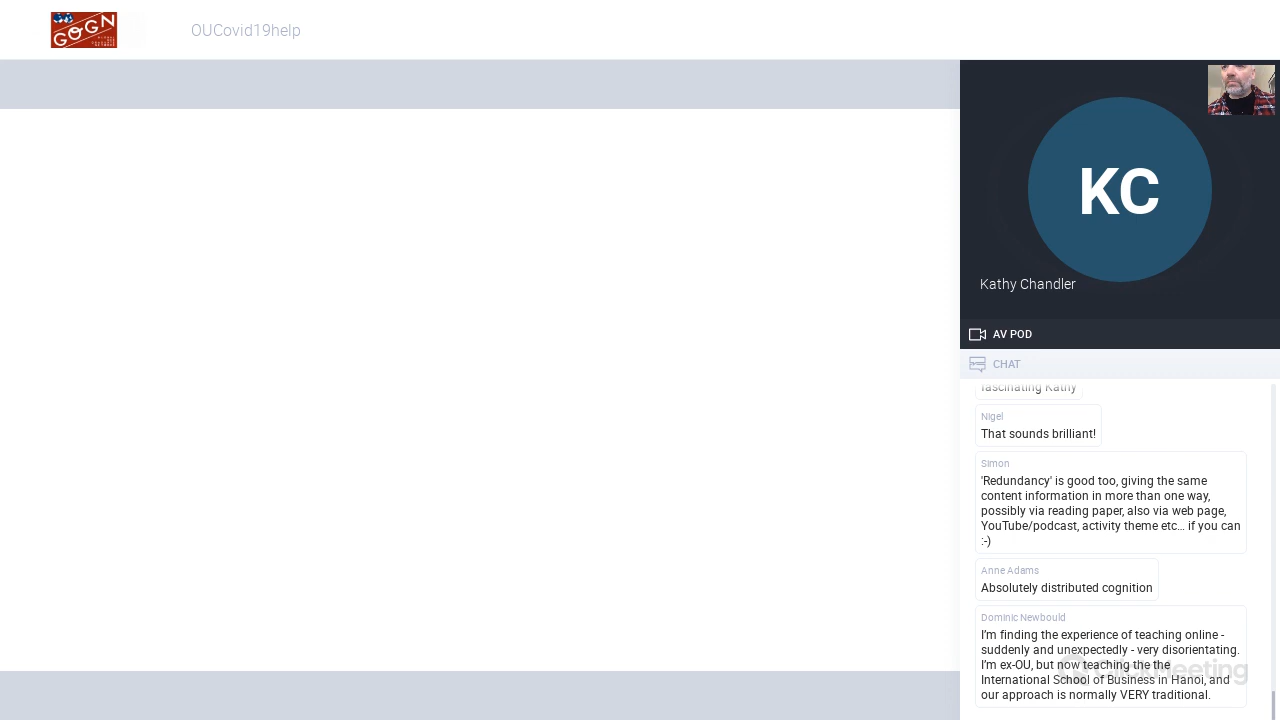 GOGN
OUCovid19help
KC
Kathy Chandler
AV POD
CHAT
fascinating Kathy
Nigel
That sounds brilliant!
Simon
'Redundancy' is good too, giving the same
content information in more than one way,
possibly via reading paper, also via web page,
YouTube/podcast, activity theme etc… if you can
:-)
Anne Adams
Absolutely distributed cognition
Dominic Newbould
I'm finding the experience of teaching online -
suddenly and unexpectedly - very disorientating.
I'm ex-OU, but now teaching the the
International School of Business in Hanoi, and
our approach is normally VERY traditional.
ClickMeeting